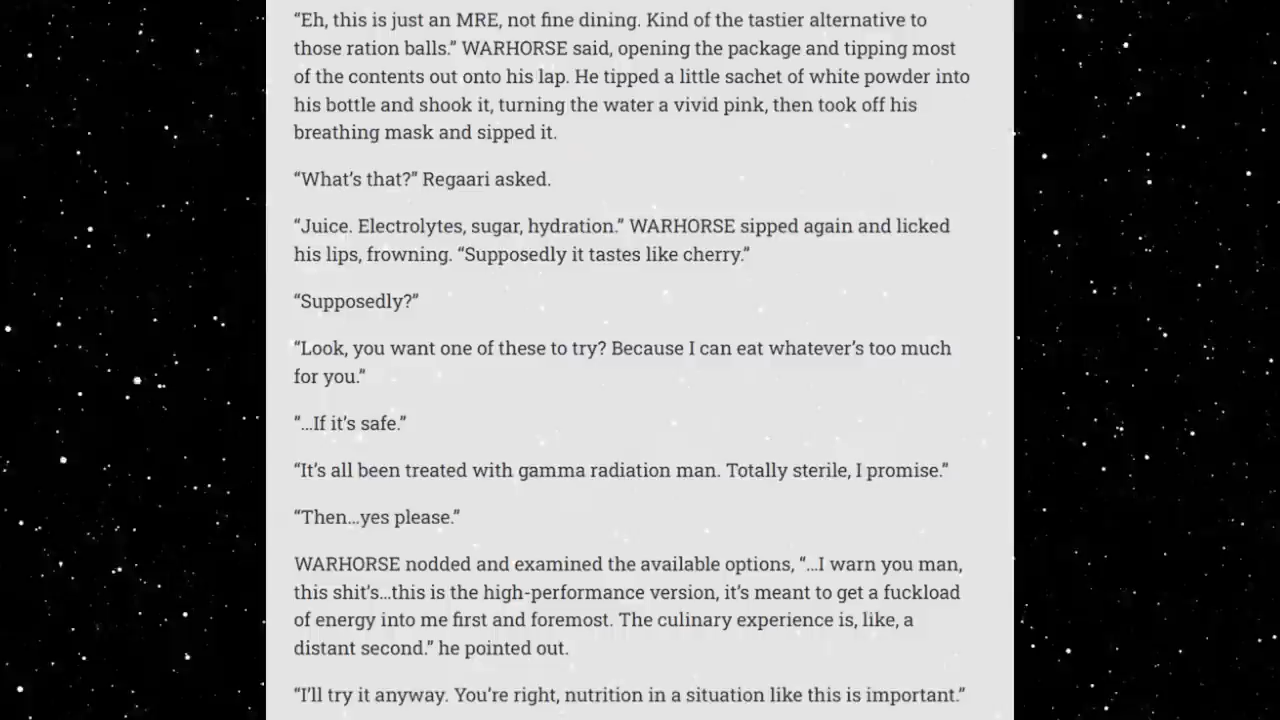 “Eh, this is just an MRE, not fine dining. Kind of the tastier alternative to
those ration balls.” WARHORSE said, opening the package and tipping most
of the contents out onto his lap. He tipped a little sachet of white powder into
his bottle and shook it, turning the water a vivid pink, then took off his
breathing mask and sipped it.
“What’s that?” Regaari asked.
“Juice. Electrolytes, sugar, hydration.” WARHORSE sipped again and licked
his lips, frowning. “Supposedly it tastes like cherry.”
“Supposedly?”
“Look, you want one of these to try? Because I can eat whatever’s too much
for you.”
“…If it’s safe.”
“It’s all been treated with gamma radiation man. Totally sterile, I promise.”
“Then…yes please.”
WARHORSE nodded and examined the available options, “…I warn you man,
this shit’s…this is the high-performance version, it’s meant to get a fuckload
of energy into me first and foremost. The culinary experience is, like, a
distant second.” he pointed out.
“I’ll try it anyway. You’re right, nutrition in a situation like this is important.”